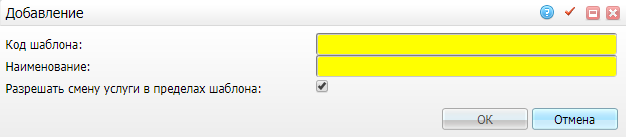 Добавление
Код шаблона:
Наименование:
Разрешать смену услуги в пределах шаблона:
ОК Отмена